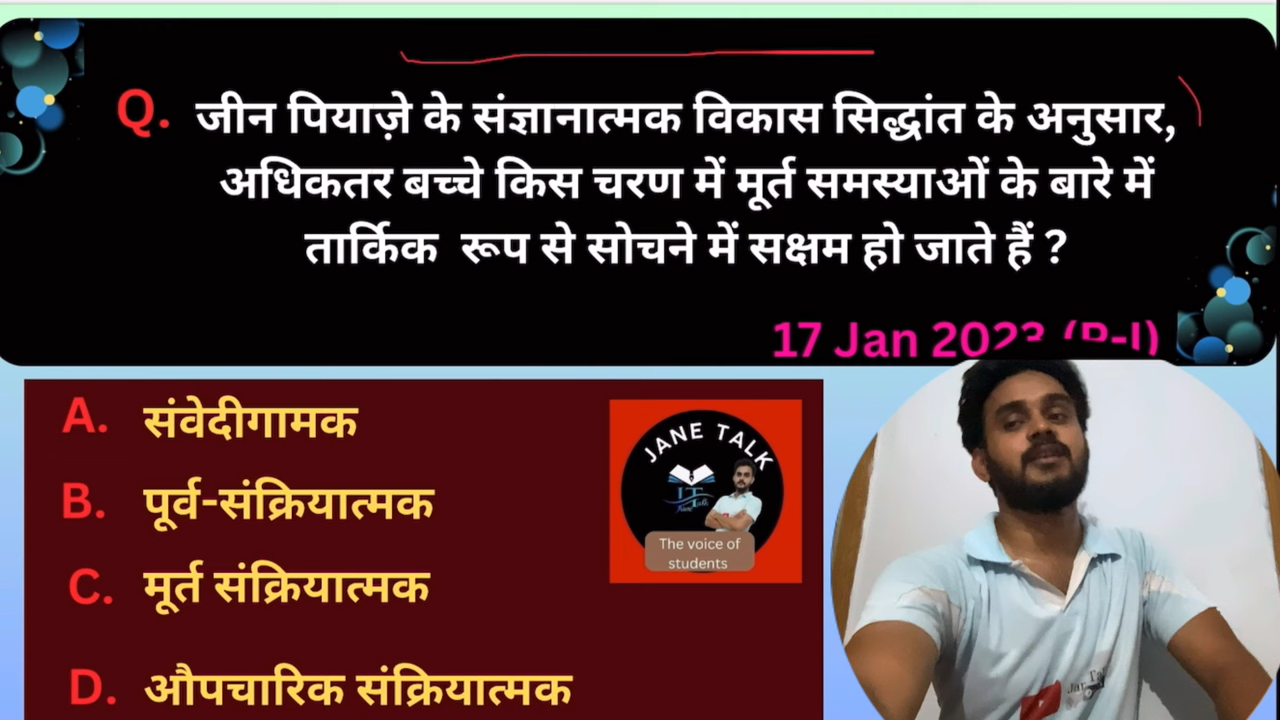 Q. जीन पियाज़े के संज्ञानात्मक विकास सिद्धांत के अनुसार,
अधिकतर बच्चे किस चरण में मूर्त समस्याओं के बारे में
तार्किक रूप से सोचने में सक्षम हो जाते हैं ?
17 Jan 2023 (P-I)
A. संवेदीगामक
B. पूर्व-संक्रियात्मक
C. मूर्त संक्रियात्मक
D. औपचारिक संक्रियात्मक
JANE TALK
The voice of
students